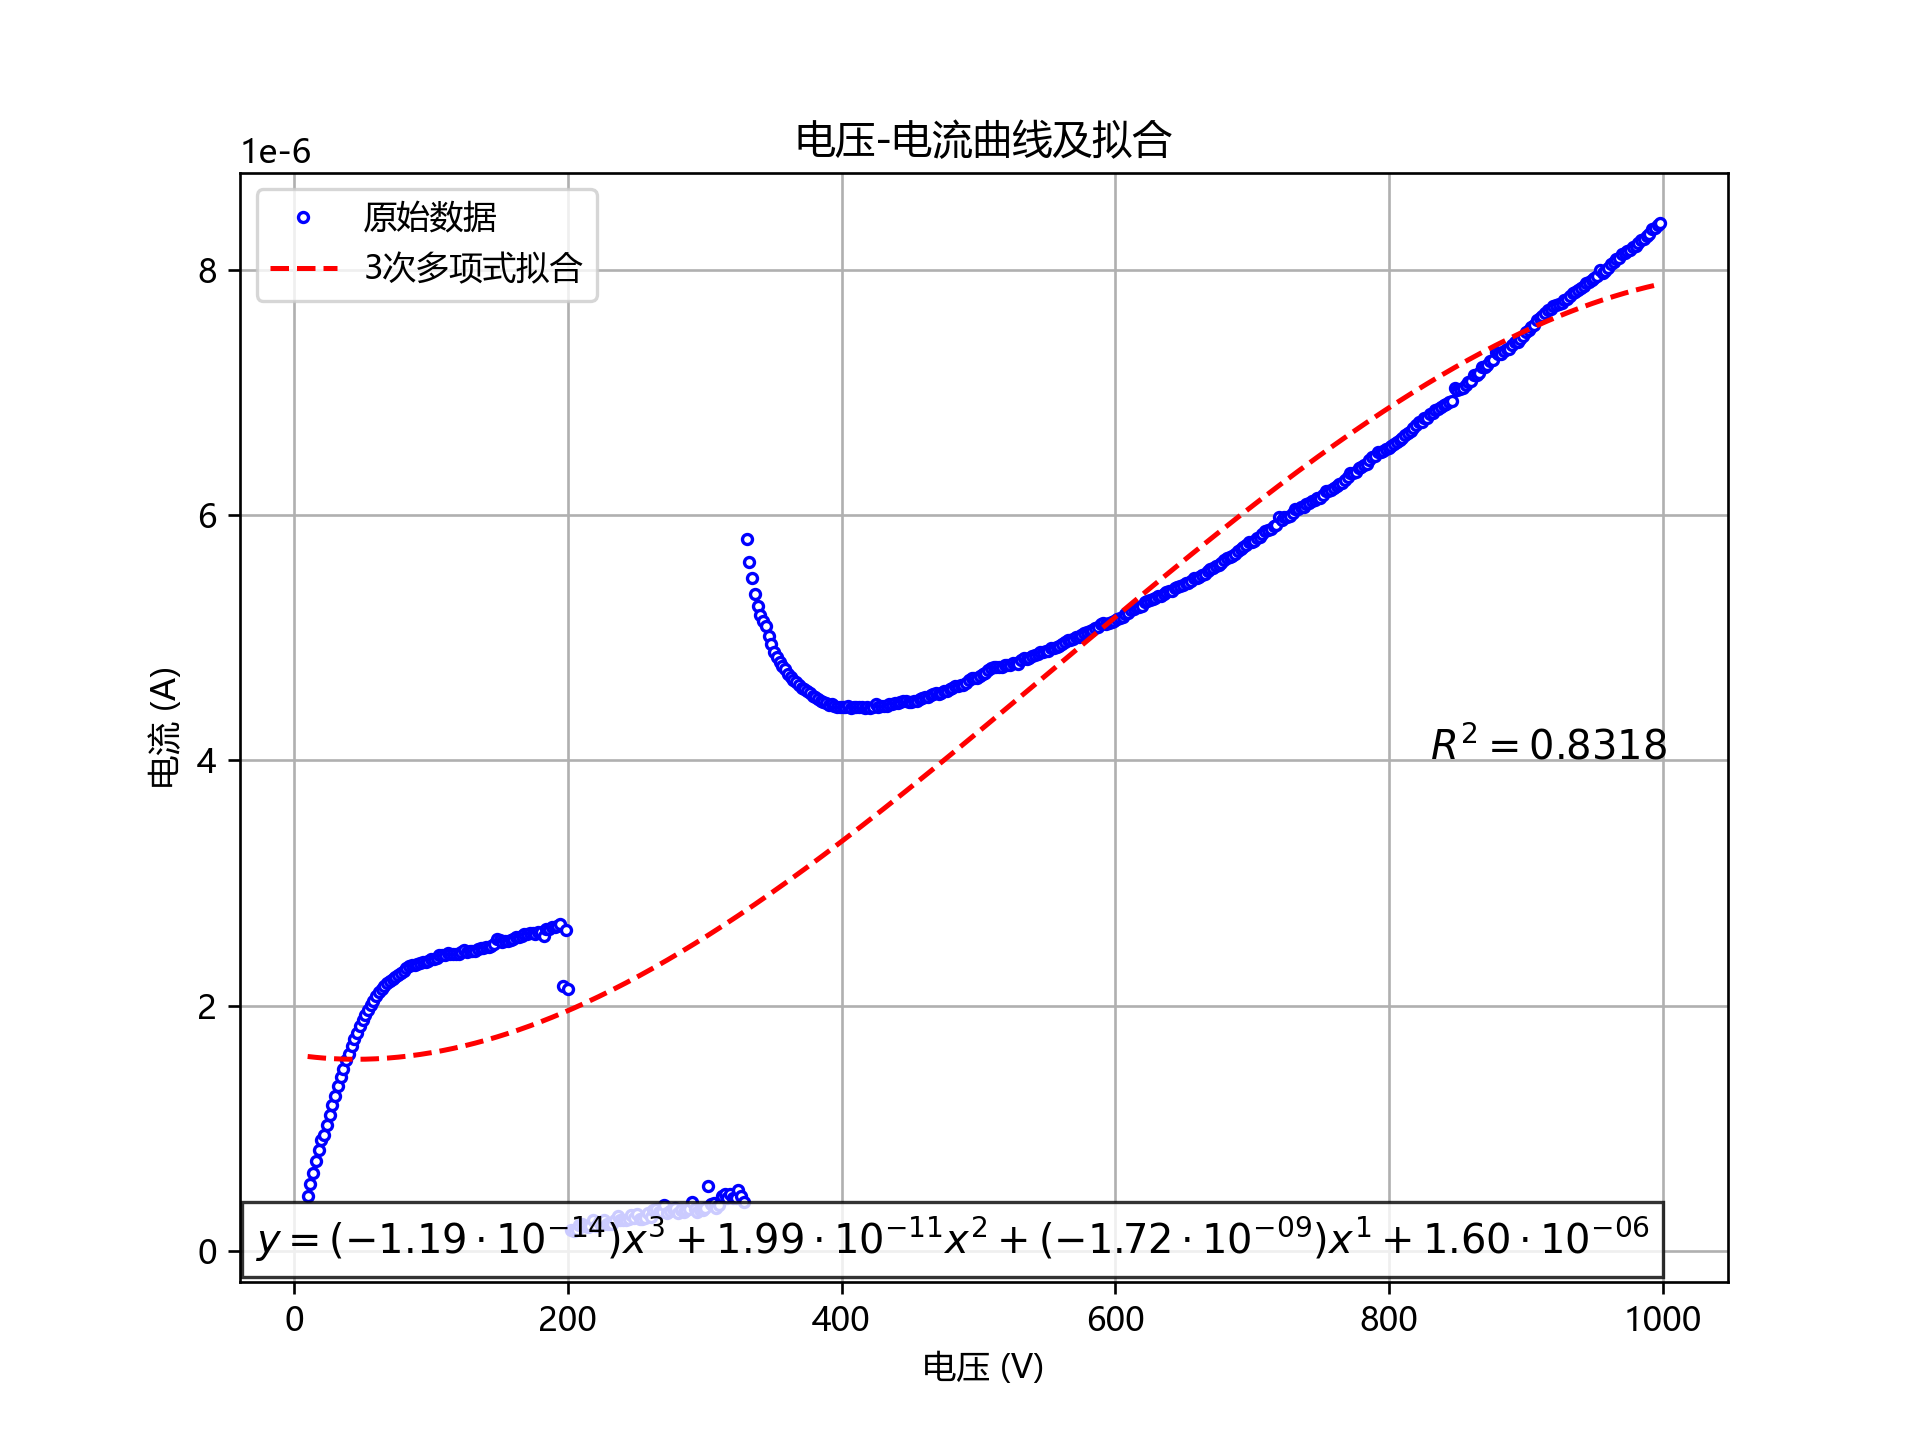 电压-电流曲线及拟合
1e-6
原始数据
3次多项式拟合
8
6
4
2
0
电流 (A)
R² = 0.8318
y = (−1.19 · 10⁻¹⁴)x³ + 1.99 · 10⁻¹¹x² + (−1.72 · 10⁻⁰⁹)x¹ + 1.60 · 10⁻⁰⁶
0 200 400 600 800 1000
电压 (V)